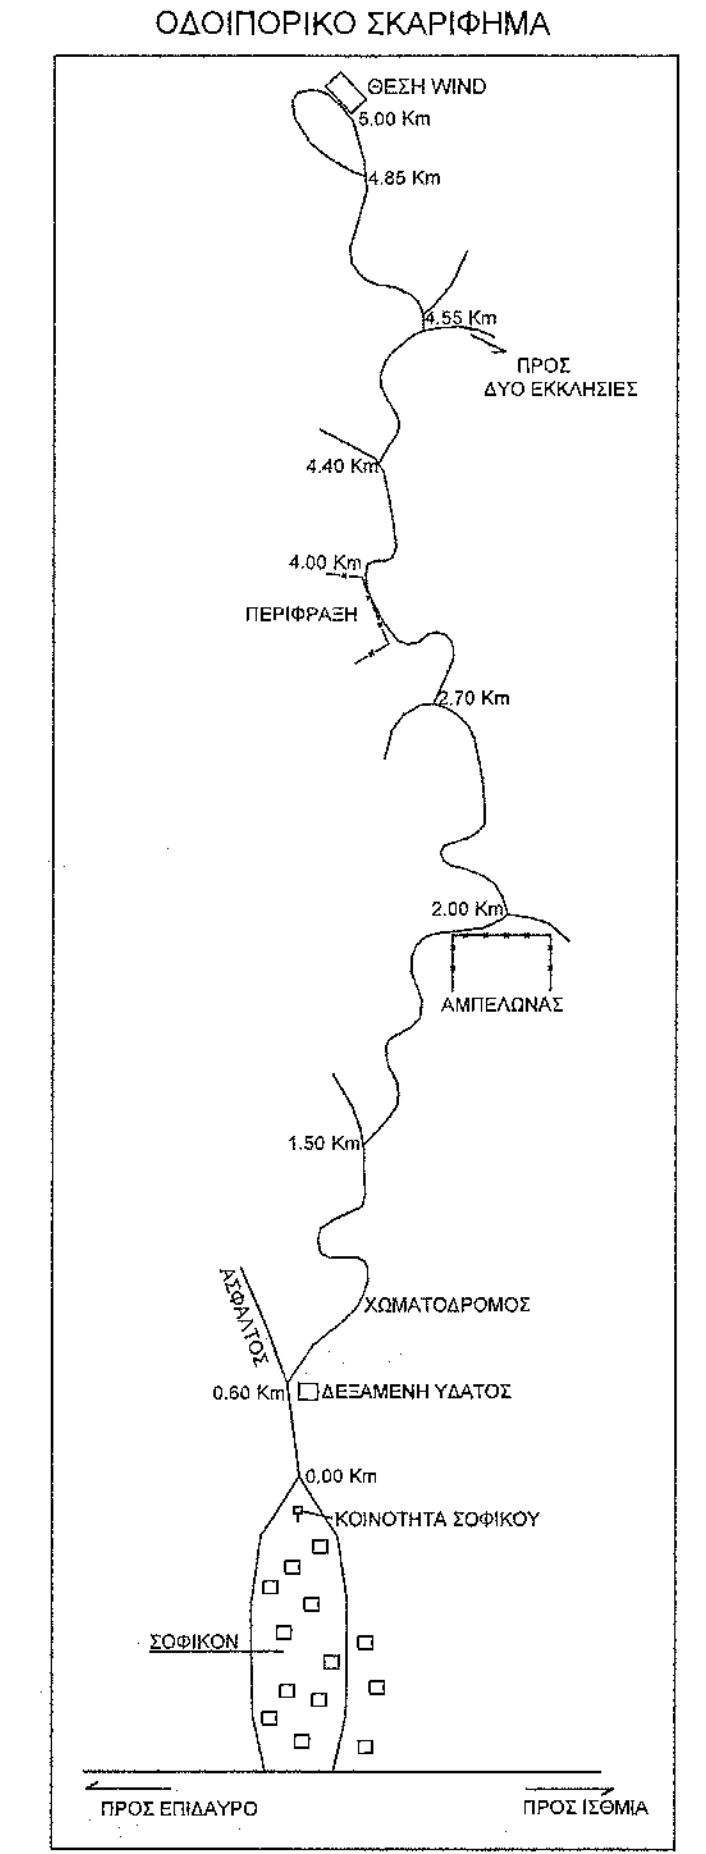 ΟΔΟΙΠΟΡΙΚΟ ΣΚΑΡΙΦΗΜΑ
ΘΕΣΗ WIND
5.00 Km
4.85 Km
4.55 Km
ΠΡΟΣ
ΔΥΟ ΕΚΚΛΗΣΙΕΣ
4.40 Km
4.00 Km
ΠΕΡΙΦΡΑΞΗ
2.70 Km
2.00 Km
ΑΜΠΕΛΩΝΑΣ
1.50 Km
ΑΣΦΑΛΤΟΣ
ΧΩΜΑΤΟΔΡΟΜΟΣ
0.60 Km
ΔΕΞΑΜΕΝΗ ΥΔΑΤΟΣ
0,00 Km
ΚΟΙΝΟΤΗΤΑ ΣΟΦΙΚΟΥ
ΣΟΦΙΚΟΝ
ΠΡΟΣ ΕΠΙΔΑΥΡΟ
ΠΡΟΣ ΙΣΘΜΙΑ